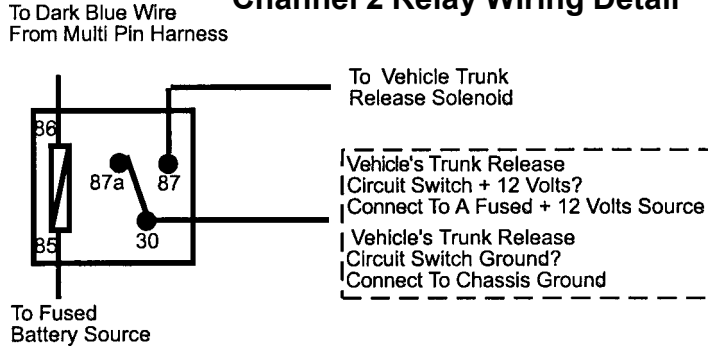 Channel 2 Relay Wiring Detail
To Dark Blue Wire
From Multi Pin Harness
To Vehicle Trunk
Release Solenoid
86
87a
87
85
30
Vehicle's Trunk Release
Circuit Switch + 12 Volts?
Connect To A Fused + 12 Volts Source
Vehicle's Trunk Release
Circuit Switch Ground?
Connect To Chassis Ground
To Fused
Battery Source